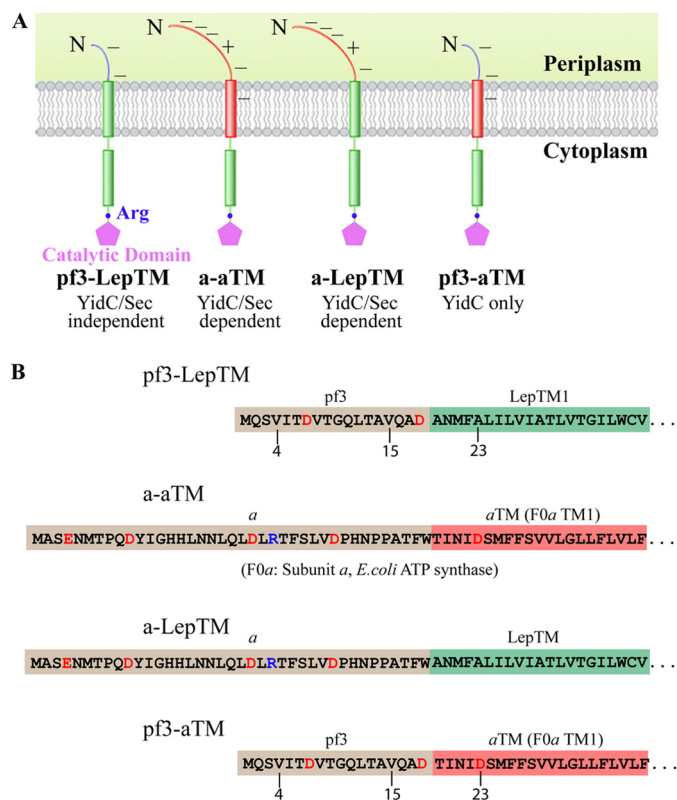 A
N − −
N − − − + − −
N − − − + −
N − − −
Periplasm
Cytoplasm
Arg
Catalytic Domain
pf3-LepTM a-aTM a-LepTM pf3-aTM
YidC/Sec YidC/Sec YidC/Sec YidC only
independent dependent dependent
B
pf3-LepTM
pf3 LepTM1
MQSVITDVTGQLTAVQADANMFALILVIATLVTGILWCV...
4 15 23
a-aTM
a aTM (F0a TM1)
MASENMTPQDYIGHHLNNLQLDLRTFSLVDPHNPPATFWTINIDSMFFSVVLGLLFLVLF...
(F0a: Subunit a, E.coli ATP synthase)
a-LepTM
a LepTM
MASENMTPQDYIGHHLNNLQLDLRTFSLVDPHNPPATFWANMFALILVIATLVTGILWCV...
pf3-aTM
pf3 aTM (F0a TM1)
MQSVITDVTGQLTAVQAD TINIDSMFFSVVLGLLFLVLF...
4 15 23